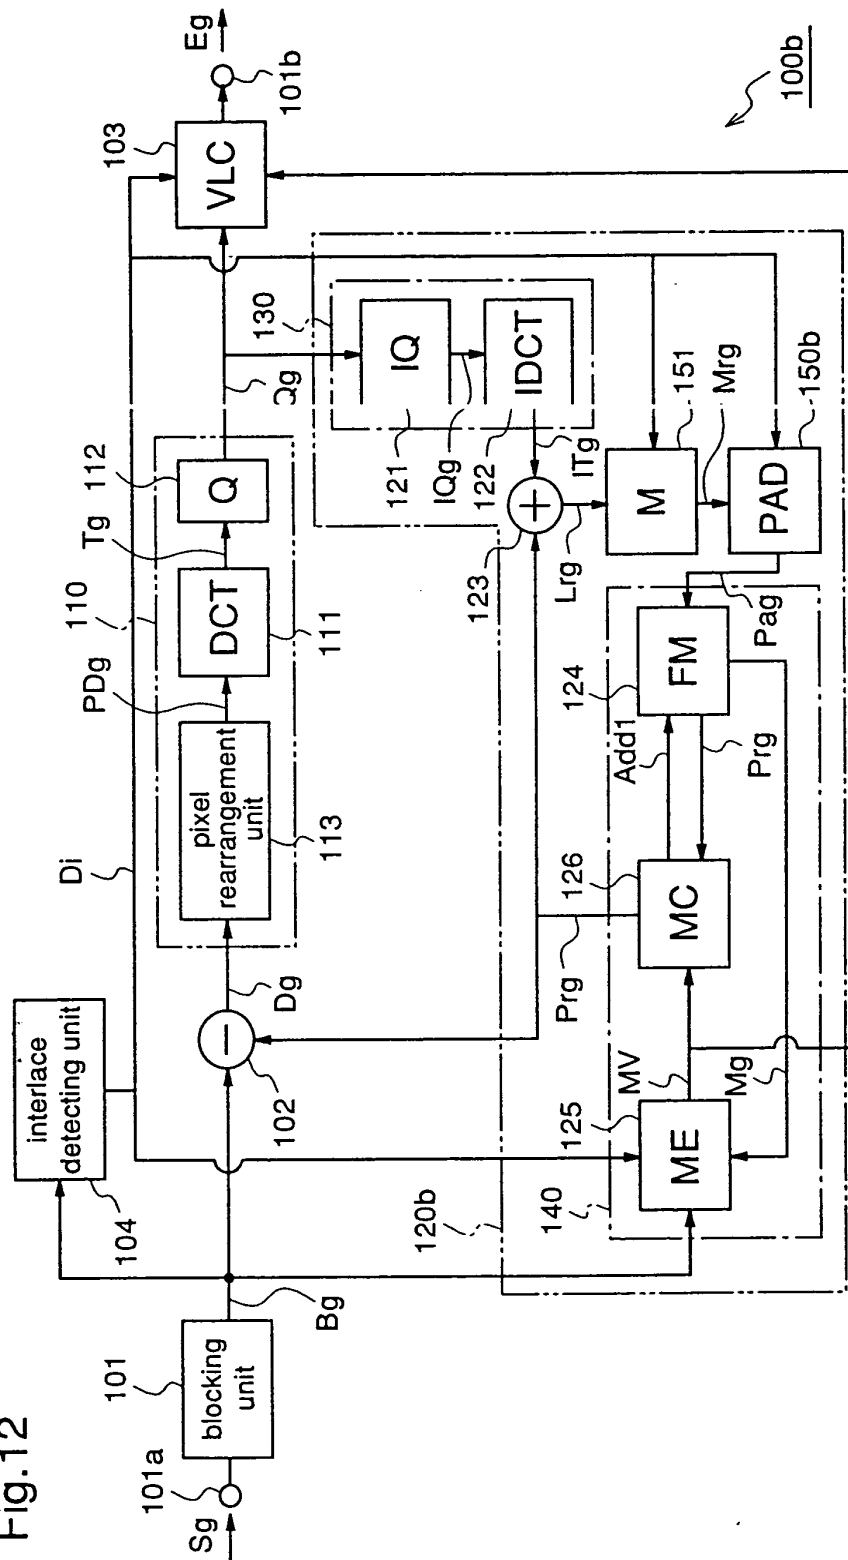 Fig.12
Sg
101a
101
blocking
unit
Bg
104
interlace
detecting unit
Di
102
Dg
110
pixel
rearrangement
unit
113
PDg
DCT
111
Tg
112
Q
Qg
103
VLC
101b
Eg
100b
130
IQ
121
IQg
IDCT
122
ITg
123
Lrg
M
151
Mrg
PAD
150b
Pag
120b
140
125
ME
MV
Mg
126
MC
Prg
Add1
Prg
124
FM